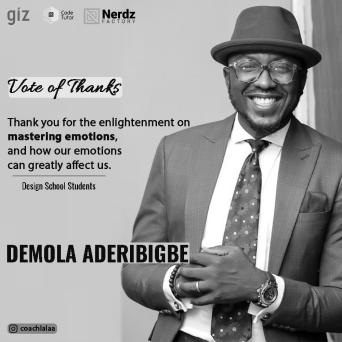 giz
Code
Tutor
Nerdz
FACTORY
Vote of Thanks
Thank you for the enlightenment on
mastering emotions,
and how our emotions
can greatly affect us.
Design School Students
DEMOLA ADERIBIGBE
coachlalaa